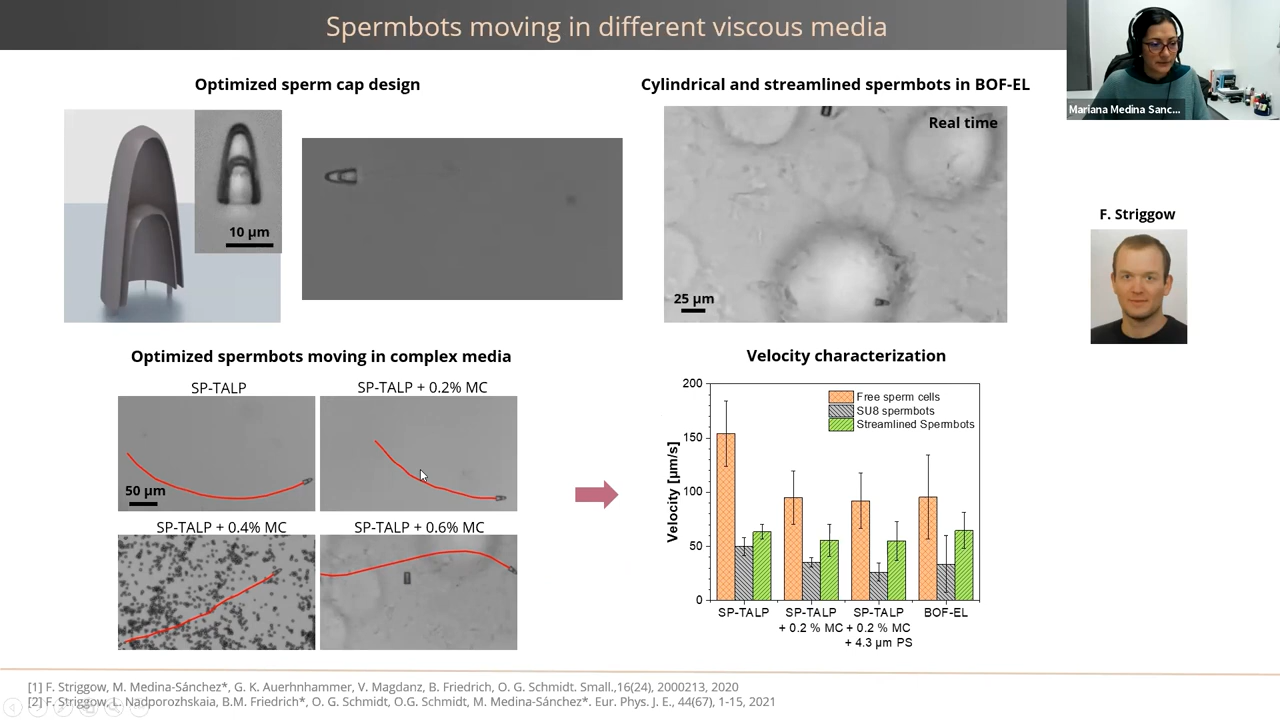 Spermbots moving in different viscous media
Mariana Medina Sanc...
Optimized sperm cap design
10 µm
Cylindrical and streamlined spermbots in BOF-EL
Real time
25 µm
F. Striggow
Optimized spermbots moving in complex media
SP-TALP
SP-TALP + 0.2% MC
50 µm
SP-TALP + 0.4% MC
SP-TALP + 0.6% MC
Velocity characterization
Velocity [µm/s]
200
150
100
50
0
Free sperm cells
SU8 spermbots
Streamlined Spermbots
SP-TALP
SP-TALP
+ 0.2 % MC
SP-TALP
+ 0.2 % MC
+ 4.3 µm PS
BOF-EL
[1] F. Striggow, M. Medina-Sánchez*, G. K. Auerhnhammer, V. Magdanz, B. Friedrich, O. G. Schmidt. Small.,16(24), 2000213, 2020
[2] F. Striggow, L. Nadporozhskaia, B.M. Friedrich*, O. G. Schmidt, O.G. Schmidt, M. Medina-Sánchez*. Eur. Phys. J. E., 44(67), 1-15, 2021